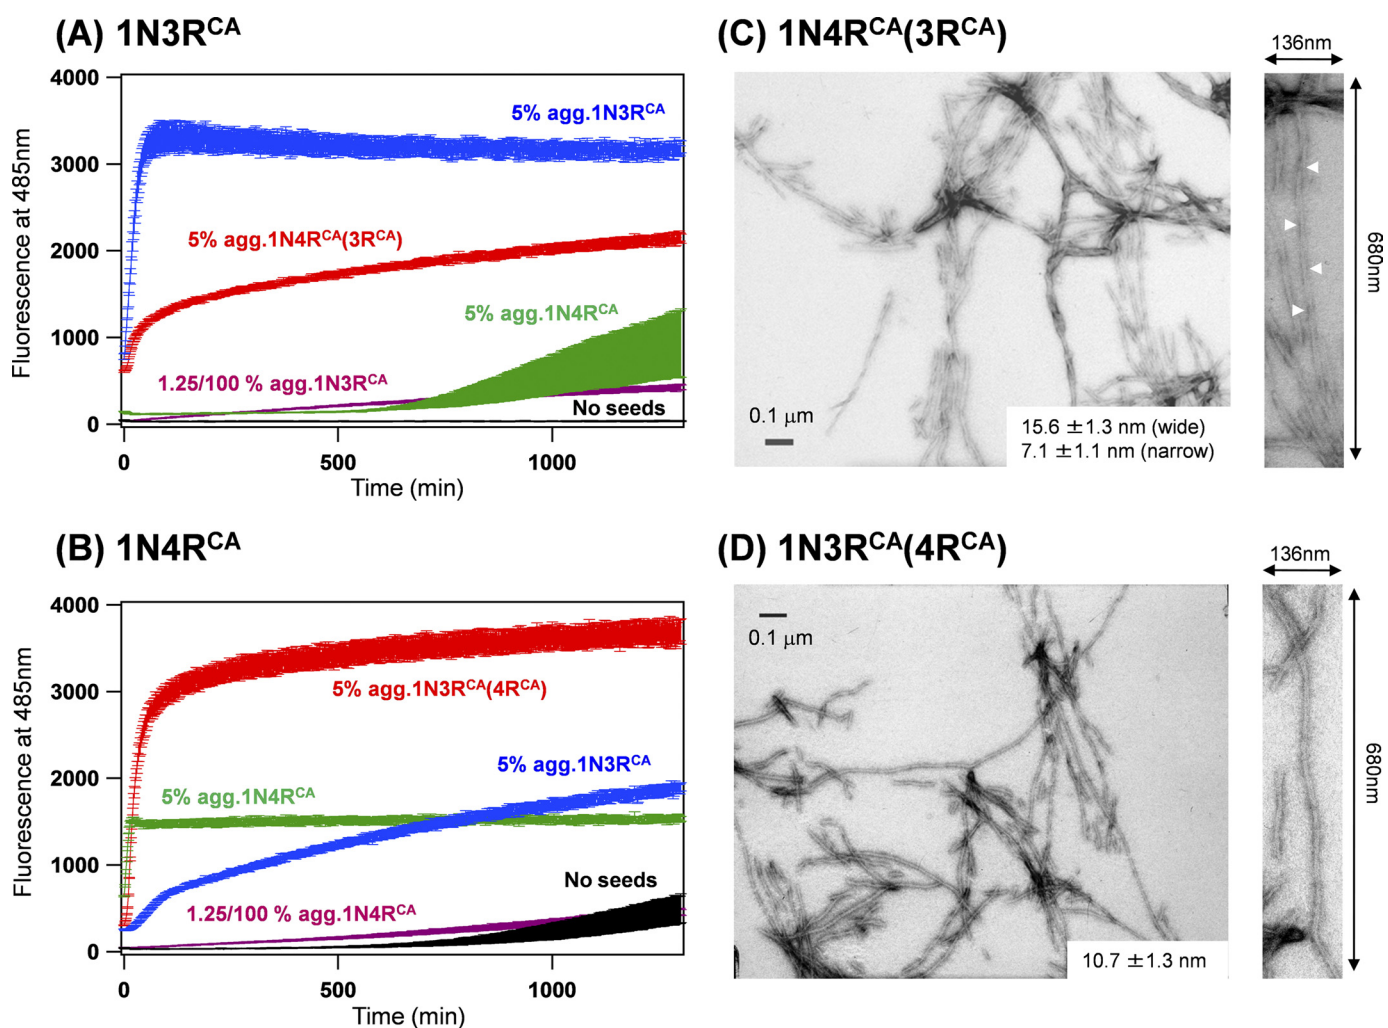 (A) 1N3R^CA
4000
3000
2000
1000
0
Fluorescence at 485nm
5% agg.1N3R^CA
5% agg.1N4R^CA(3R^CA)
5% agg.1N4R^CA
1.25/100 % agg.1N3R^CA
No seeds
0 500 1000
Time (min)
(B) 1N4R^CA
4000
3000
2000
1000
0
Fluorescence at 485nm
5% agg.1N3R^CA(4R^CA)
5% agg.1N3R^CA
5% agg.1N4R^CA
No seeds
1.25/100 % agg.1N4R^CA
0 500 1000
Time (min)
(C) 1N4R^CA(3R^CA)
0.1 μm
15.6 ±1.3 nm (wide)
7.1 ±1.1 nm (narrow)
136nm
680nm
(D) 1N3R^CA(4R^CA)
0.1 μm
10.7 ±1.3 nm
136nm
680nm